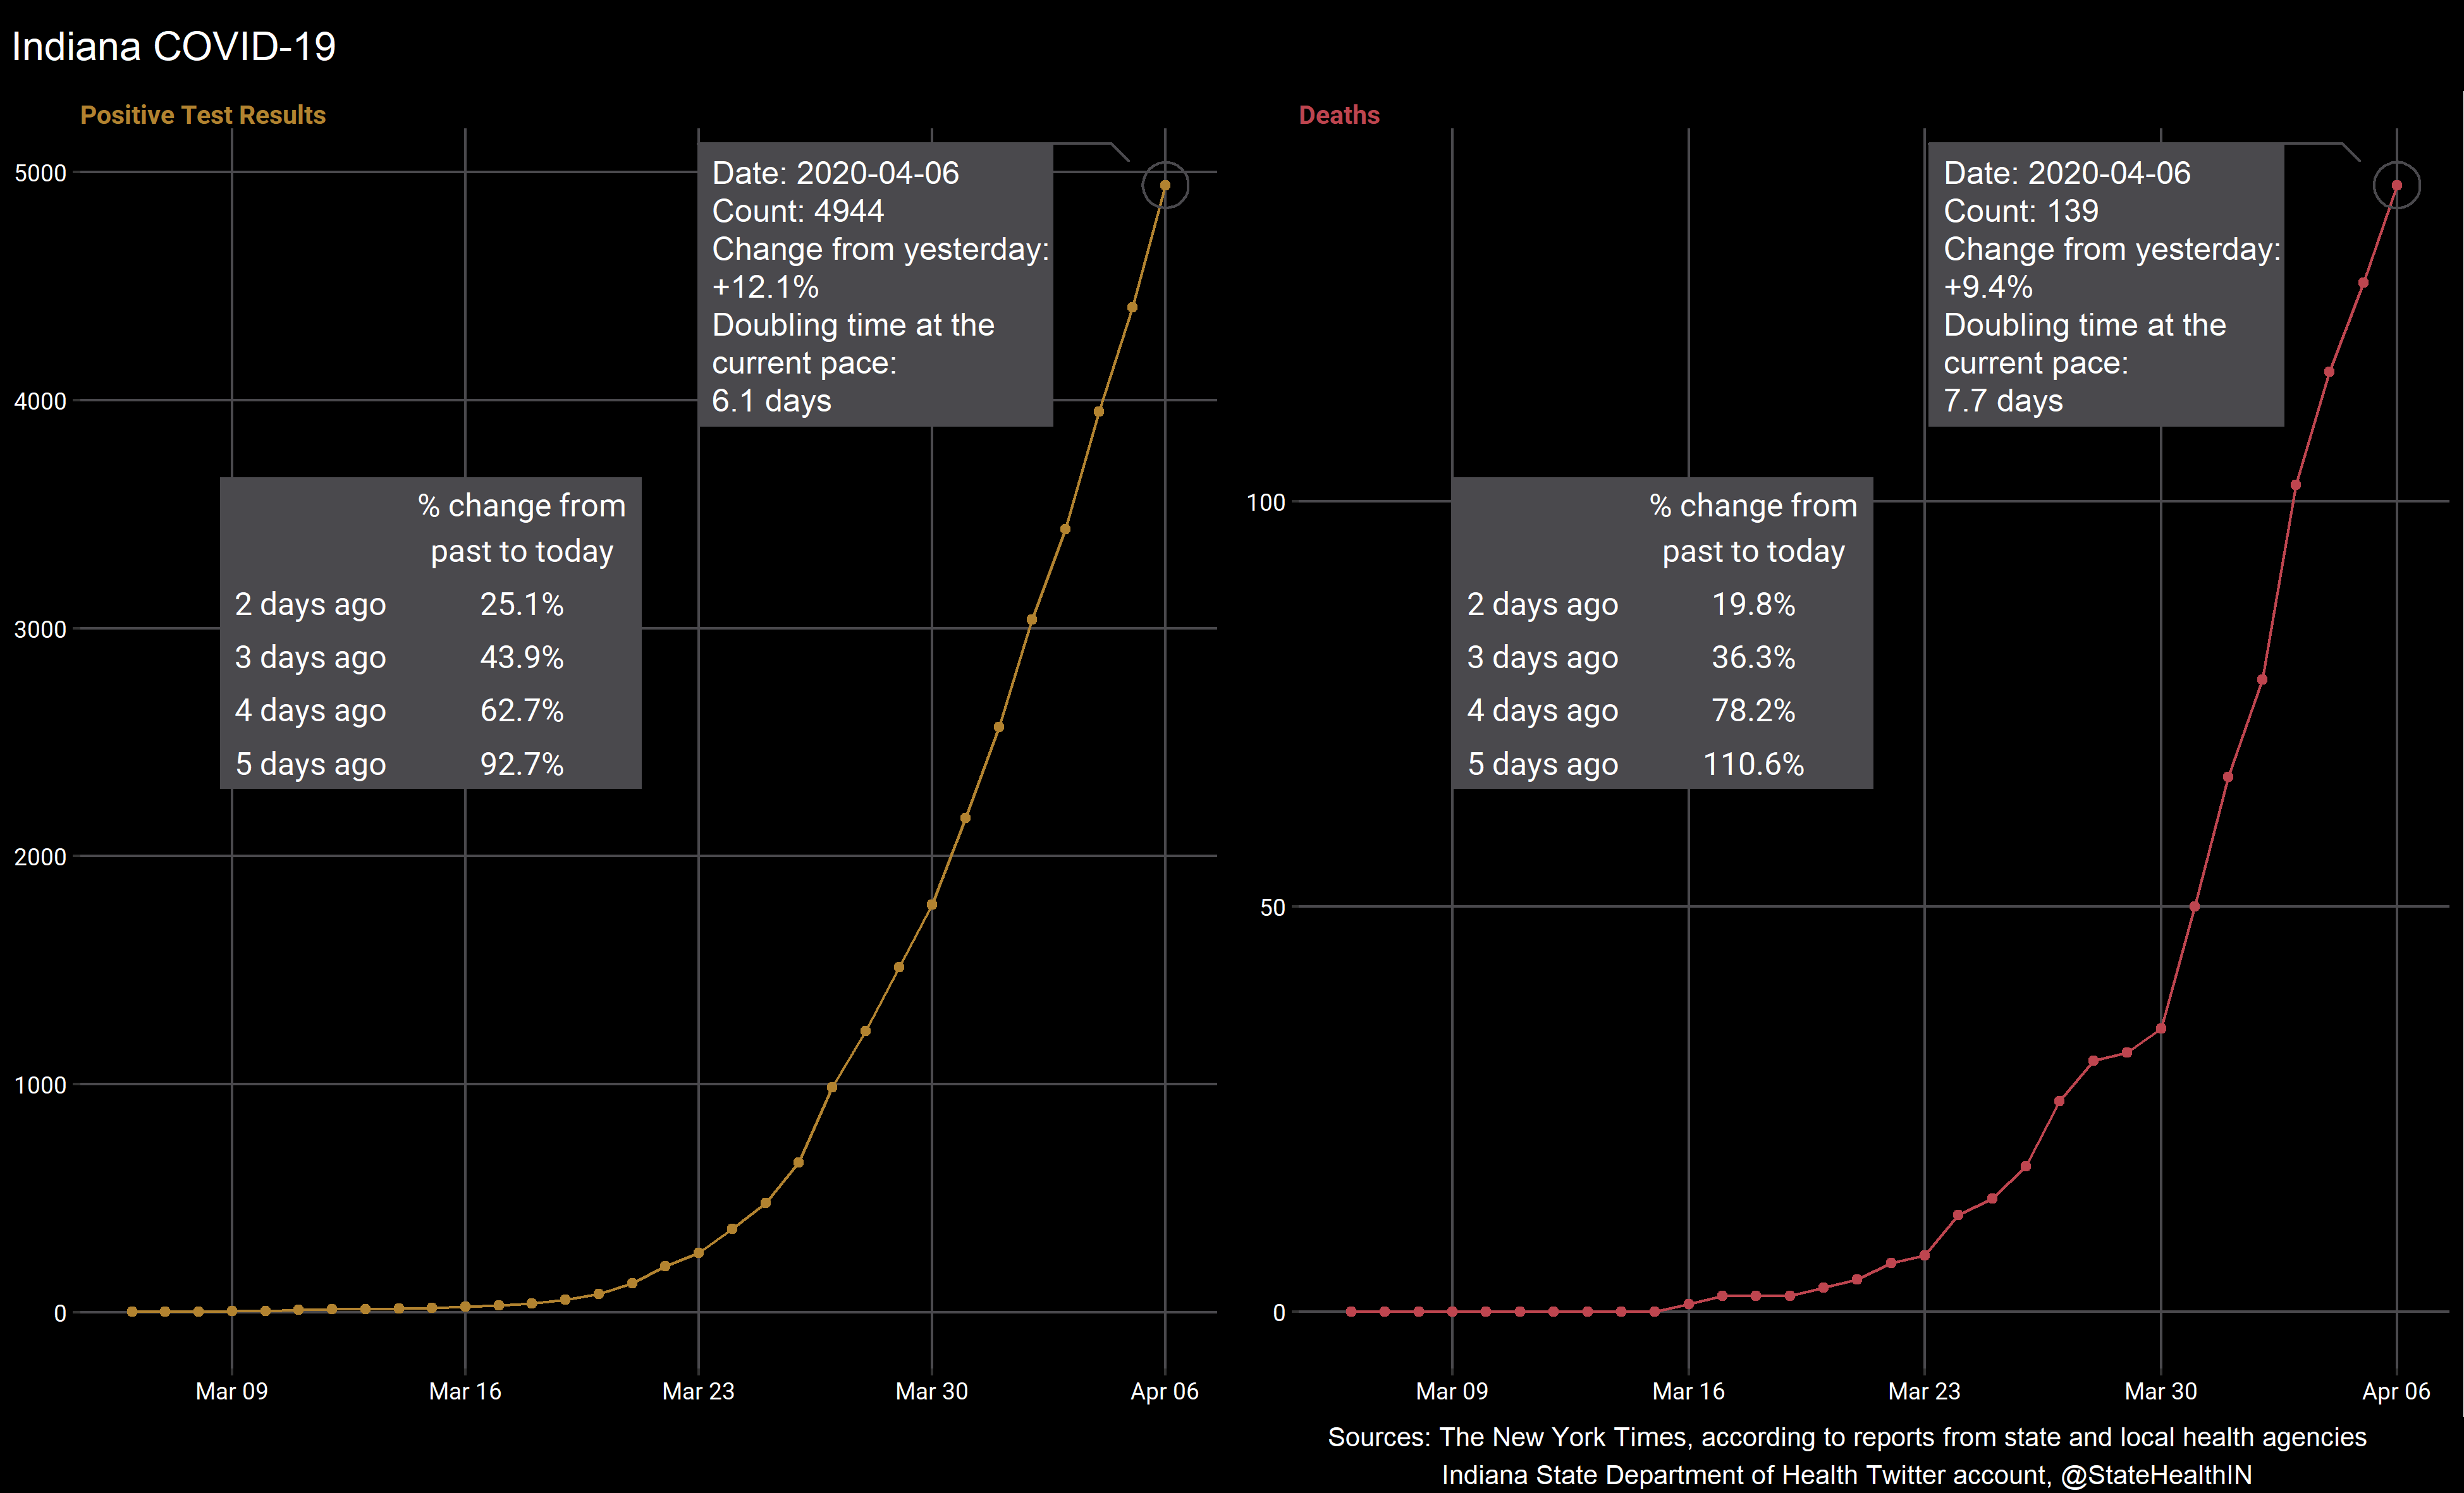 Indiana COVID-19
Positive Test Results
5000
4000
3000
2000
1000
0
Date: 2020-04-06
Count: 4944
Change from yesterday:
+12.1%
Doubling time at the
current pace:
6.1 days
% change from
past to today
2 days ago 25.1%
3 days ago 43.9%
4 days ago 62.7%
5 days ago 92.7%
Mar 09 Mar 16 Mar 23 Mar 30 Apr 06
Deaths
100
50
0
Date: 2020-04-06
Count: 139
Change from yesterday:
+9.4%
Doubling time at the
current pace:
7.7 days
% change from
past to today
2 days ago 19.8%
3 days ago 36.3%
4 days ago 78.2%
5 days ago 110.6%
Mar 09 Mar 16 Mar 23 Mar 30 Apr 06
Sources: The New York Times, according to reports from state and local health agencies
Indiana State Department of Health Twitter account, @StateHealthIN